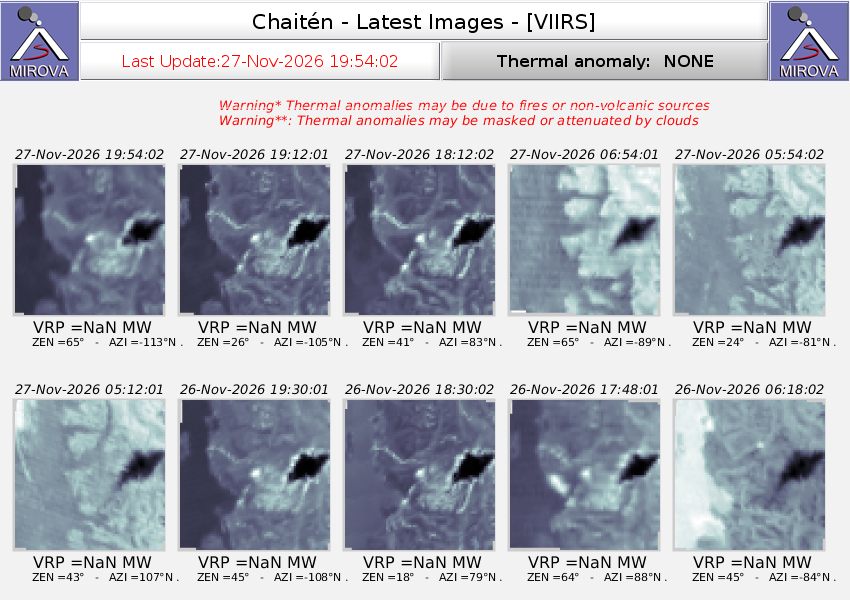 Chaitén - Latest Images - [VIIRS]
MIROVA
Last Update:27-Nov-2026 19:54:02
Thermal anomaly: NONE
MIROVA
Warning* Thermal anomalies may be due to fires or non-volcanic sources
Warning**: Thermal anomalies may be masked or attenuated by clouds
27-Nov-2026 19:54:02 27-Nov-2026 19:12:01 27-Nov-2026 18:12:02 27-Nov-2026 06:54:01 27-Nov-2026 05:54:02
VRP =NaN MW VRP =NaN MW VRP =NaN MW VRP =NaN MW VRP =NaN MW
ZEN =65° - AZI =-113°N . ZEN =26° - AZI =-105°N . ZEN =41° - AZI =83°N . ZEN =65° - AZI =-89°N . ZEN =24° - AZI =-81°N .
27-Nov-2026 05:12:01 26-Nov-2026 19:30:01 26-Nov-2026 18:30:02 26-Nov-2026 17:48:01 26-Nov-2026 06:18:02
VRP =NaN MW VRP =NaN MW VRP =NaN MW VRP =NaN MW VRP =NaN MW
ZEN =43° - AZI =107°N . ZEN =45° - AZI =-108°N . ZEN =18° - AZI =79°N . ZEN =64° - AZI =88°N . ZEN =45° - AZI =-84°N .